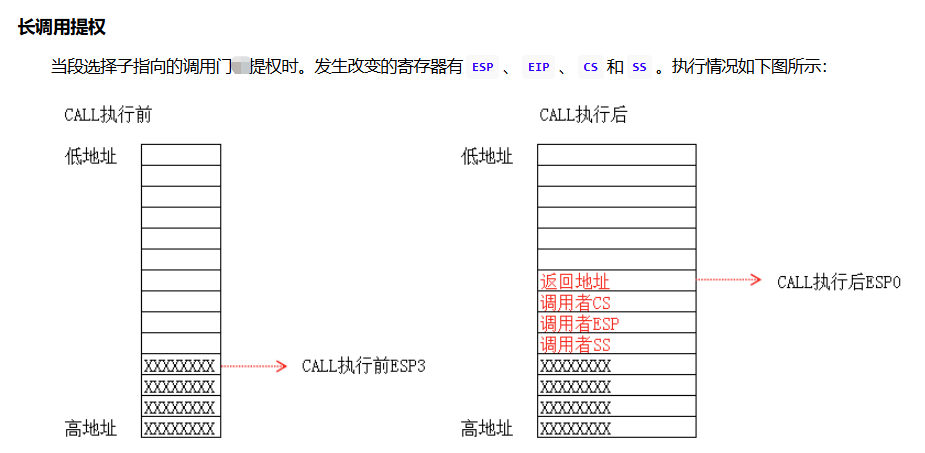 长调用提权
当段选择子指向的调用门提权时。发生改变的寄存器有 ESP 、 EIP 、 CS 和 SS 。执行情况如下图所示：
CALL执行前
CALL执行后
低地址
低地址
返回地址
CALL执行后ESP0
调用者CS
调用者ESP
调用者SS
XXXXXXXX
CALL执行前ESP3
XXXXXXXX
XXXXXXXX
XXXXXXXX
XXXXXXXX
XXXXXXXX
高地址
XXXXXXXX
高地址
XXXXXXXX